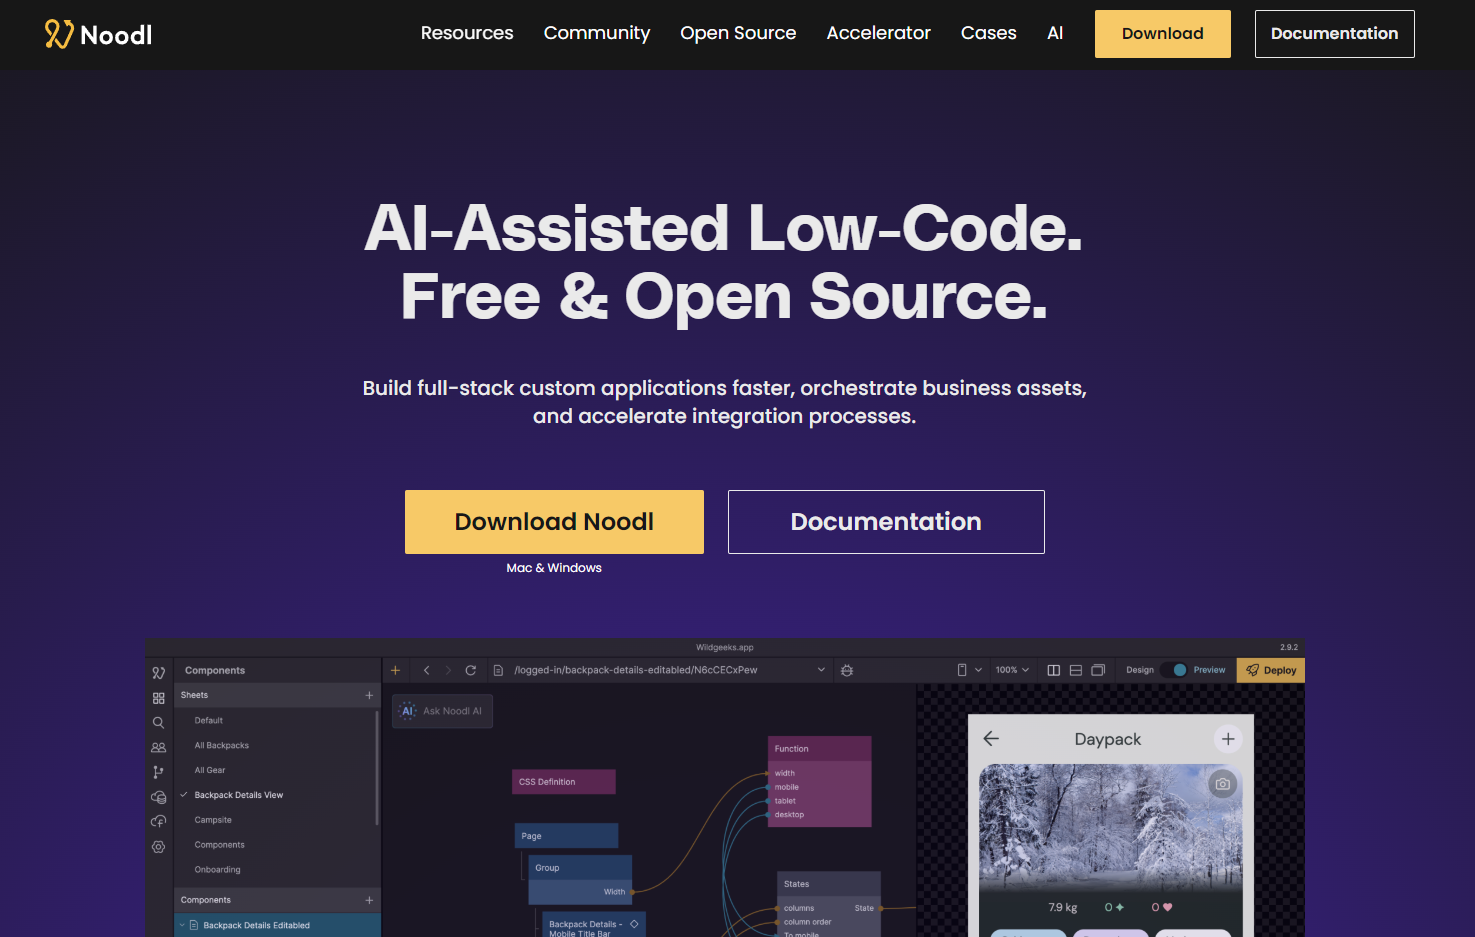 Noodl
Resources
Community
Open Source
Accelerator
Cases
AI
Download
Documentation
AI-Assisted Low-Code.
Free & Open Source.
Build full-stack custom applications faster, orchestrate business assets,
and accelerate integration processes.
Download Noodl
Documentation
Mac & Windows
Wildgeeks.app
2.9.2
Components
/logged-in/backpack-details-editabled/N6cCECxPew
100%
Design
Preview
Deploy
Sheets
Default
All Backpacks
All Gear
Backpack Details View
Campsite
Components
Onboarding
Components
Backpack Details Editabled
AI Ask Noodl AI
CSS Definition
Page
Group
Width
Backpack Details -
Mobile Title Bar
Function
width
mobile
tablet
desktop
States
columns
State
column order
To mobile
Daypack
7.9 kg
0
0